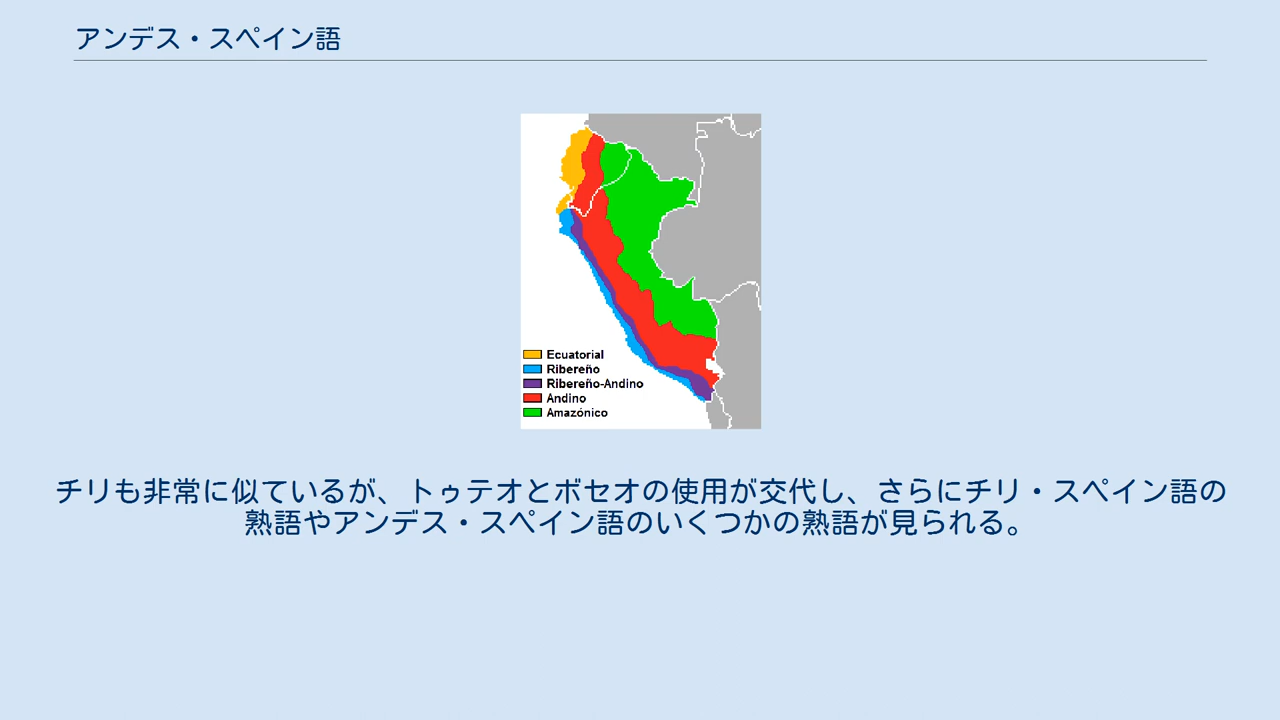 アンデス・スペイン語
Ecuatorial
Ribereño
Ribereño-Andino
Andino
Amazónico
チリも非常に似ているが、トゥテオとボセオの使用が交代し、さらにチリ・スペイン語の
熟語やアンデス・スペイン語のいくつかの熟語が見られる。